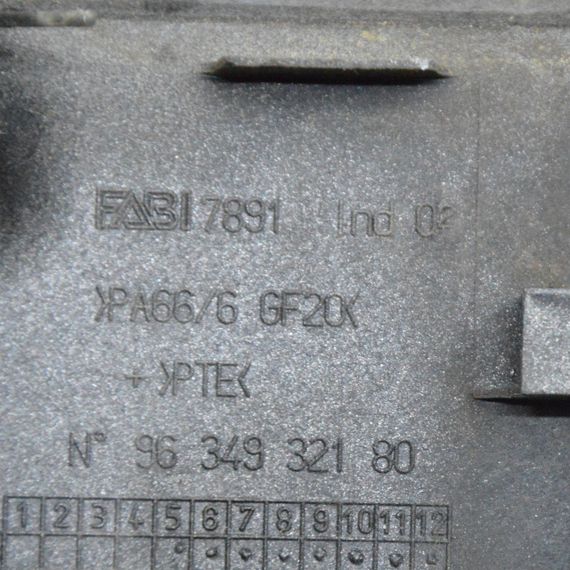 FABI 7891 Ind 02
>PA66/6 GF20<
+ >PTE<
N° 96 349 321 80
1 2 3 4 5 6 7 8 9 10 11 12